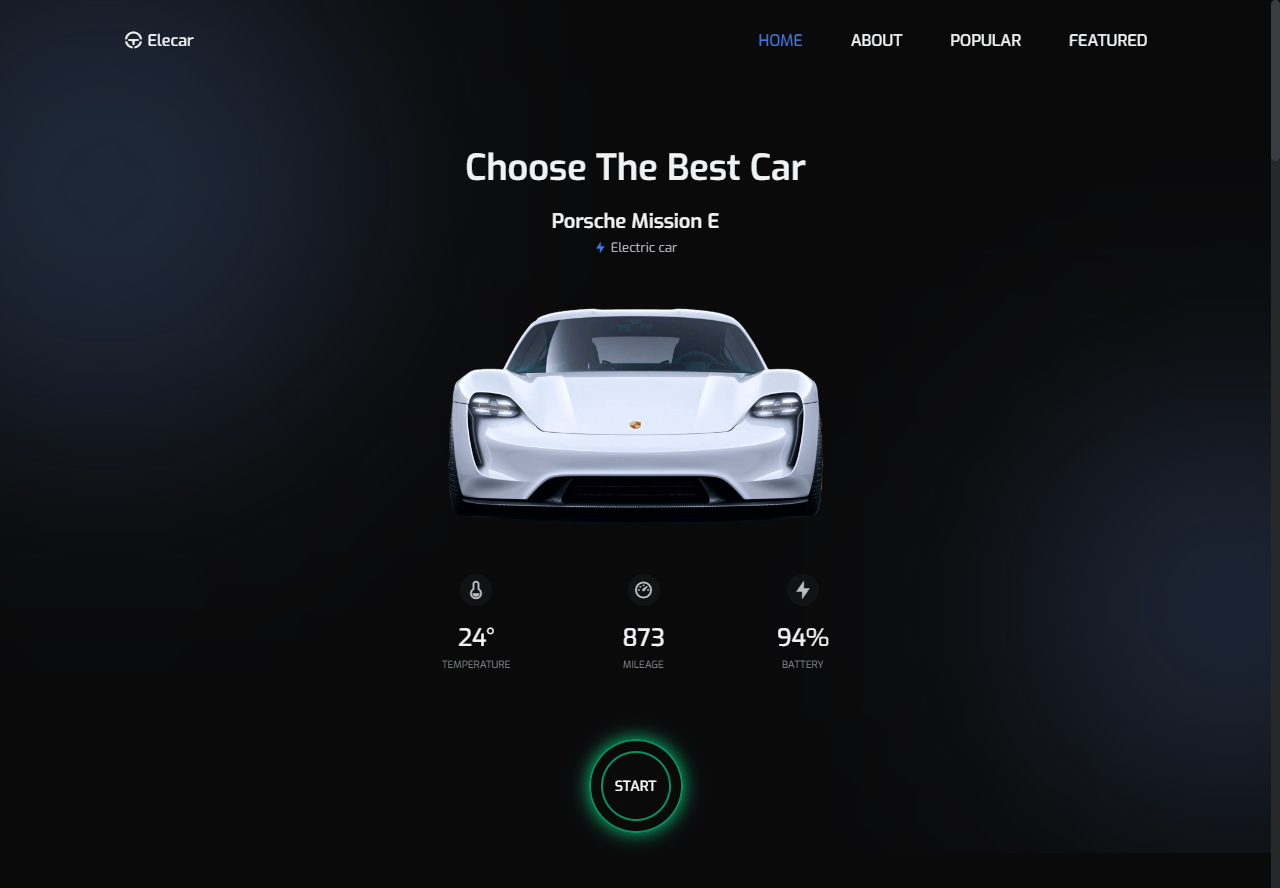 Elecar
HOME ABOUT POPULAR FEATURED
Choose The Best Car
Porsche Mission E
Electric car
24° 873 94%
TEMPERATURE MILEAGE BATTERY
START